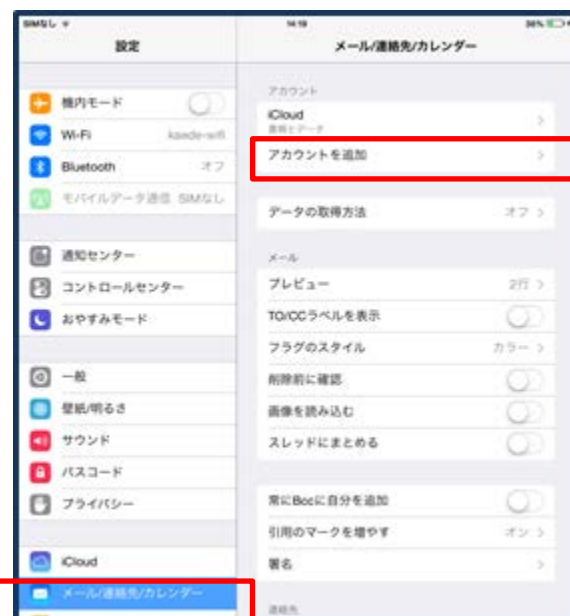 SIMなし
14:19
36%
設定
メール/連絡先/カレンダー
機内モード
Wi-Fi
kaede-wifi
Bluetooth
オフ
モバイルデータ通信 SIMなし
通知センター
コントロールセンター
おやすみモード
一般
壁紙/明るさ
サウンド
パスコード
プライバシー
iCloud
メール/連絡先/カレンダー
アカウント
iCloud
アカウントを追加
データの取得方法
オフ
メール
プレビュー
2行
TO/CCラベルを表示
フラグのスタイル
カラー
削除前に確認
画像を読み込む
スレッドにまとめる
常にBccに自分を追加
引用のマークを増やす
オン
署名
連絡先